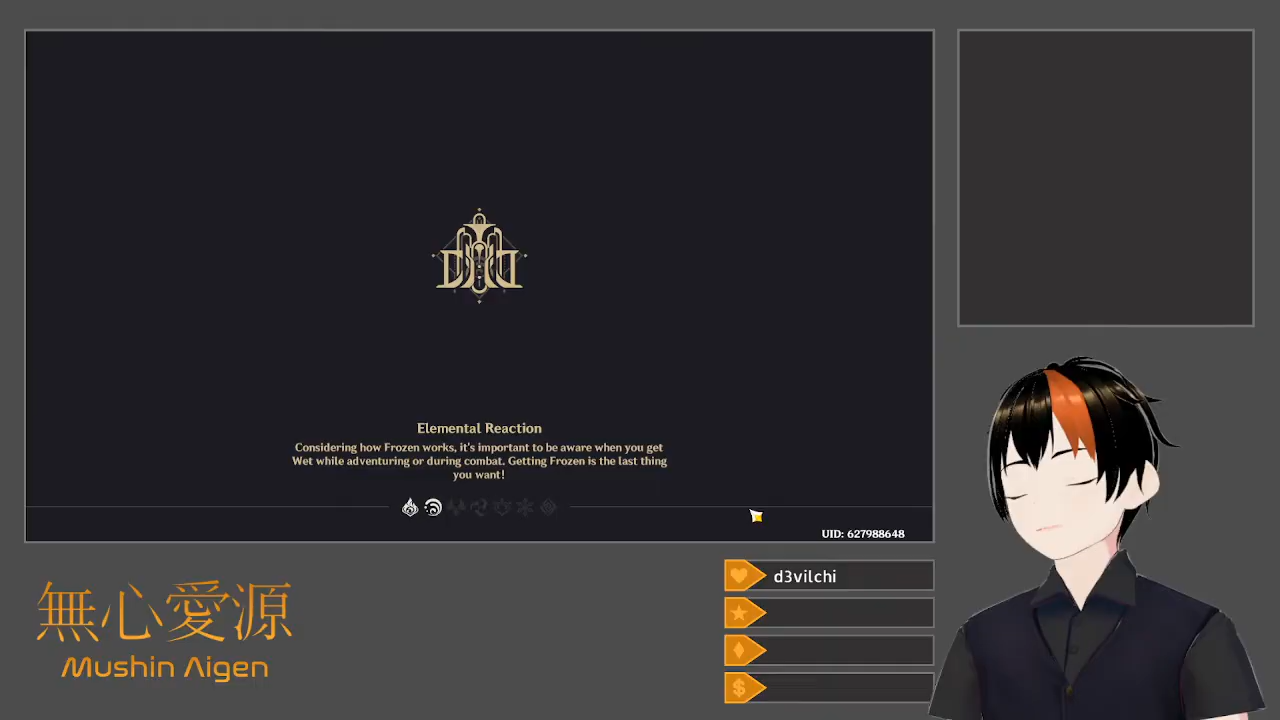 Elemental Reaction
Considering how Frozen works, it's important to be aware when you get
Wet while adventuring or during combat. Getting Frozen is the last thing
you want!
UID: 627988648
d3vilchi
無心愛源
Mushin Aigen